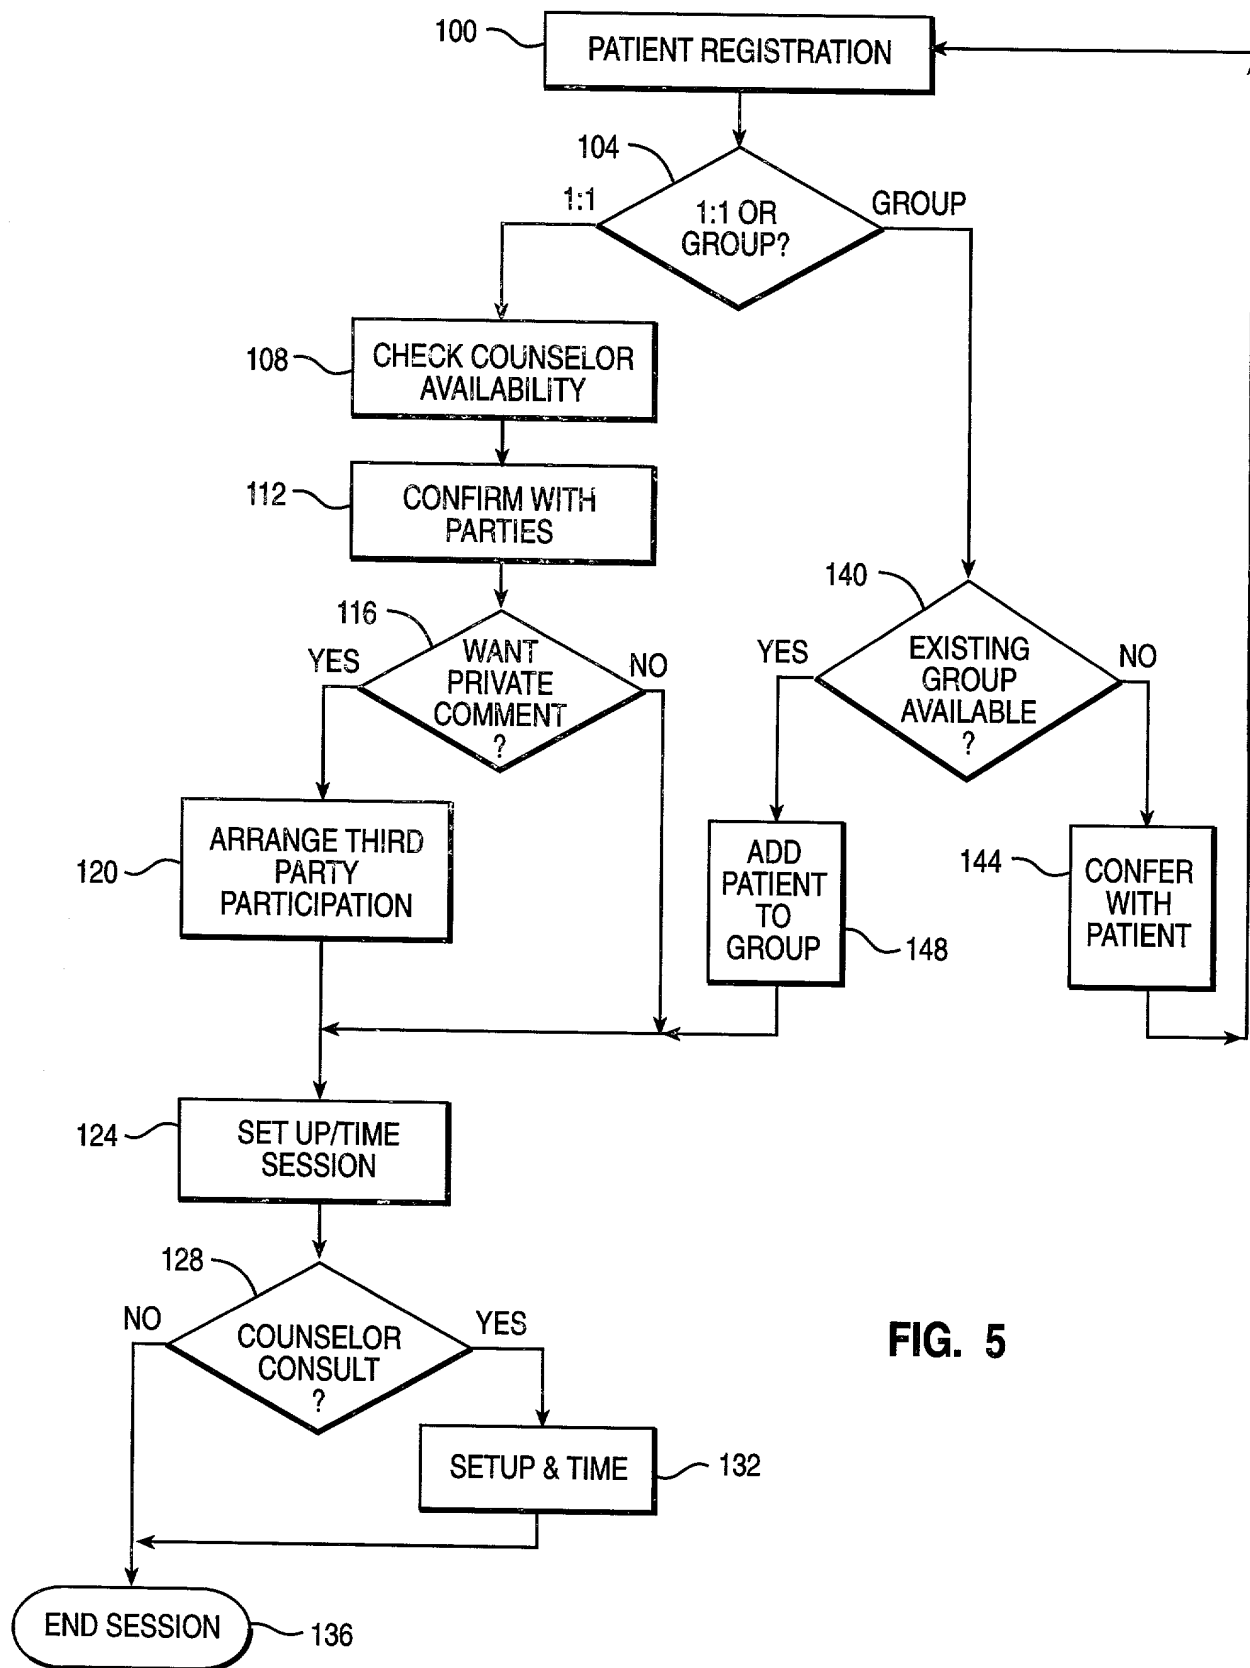 100
PATIENT REGISTRATION
104
1:1
1:1 OR
GROUP?
GROUP
108
CHECK COUNSELOR
AVAILABILITY
112
CONFIRM WITH
PARTIES
116
YES
WANT
PRIVATE
COMMENT
?
NO
140
YES
EXISTING
GROUP
AVAILABLE
?
NO
120
ARRANGE THIRD
PARTY
PARTICIPATION
ADD
PATIENT
TO
GROUP
148
144
CONFER
WITH
PATIENT
124
SET UP/TIME
SESSION
128
NO
COUNSELOR
CONSULT
?
YES
FIG. 5
SETUP & TIME
132
END SESSION
136